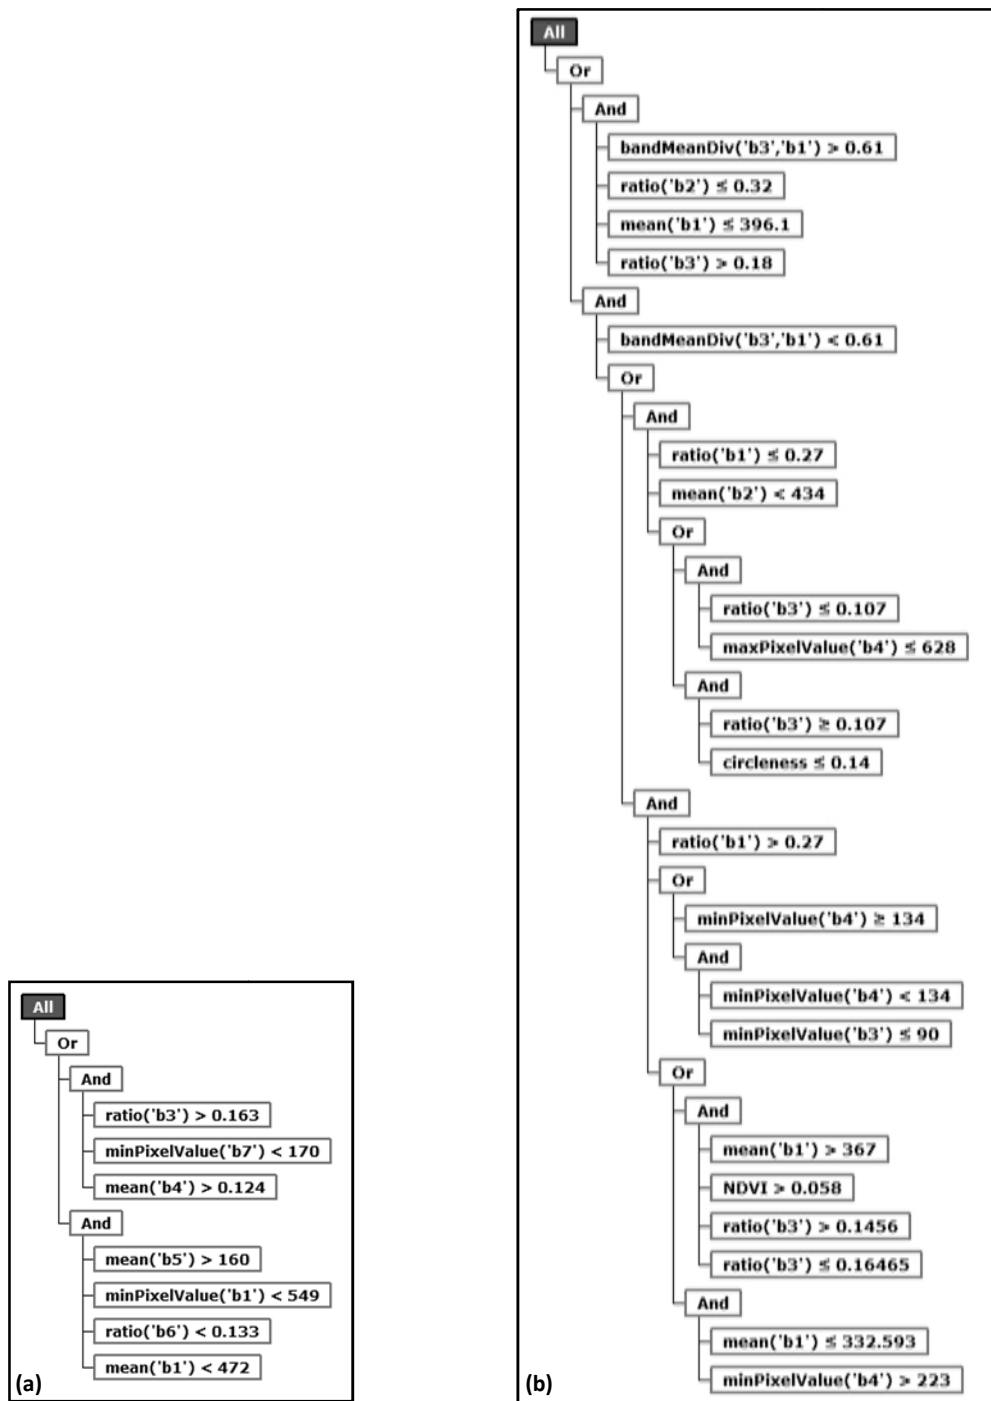 All
Or
And
ratio('b3') > 0.163
minPixelValue('b7') < 170
mean('b4') > 0.124
And
mean('b5') > 160
minPixelValue('b1') < 549
ratio('b6') < 0.133
mean('b1') < 472
(a)
All
Or
And
bandMeanDiv('b3','b1') > 0.61
ratio('b2') ≤ 0.32
mean('b1') ≤ 396.1
ratio('b3') > 0.18
And
bandMeanDiv('b3','b1') < 0.61
Or
And
ratio('b1') ≤ 0.27
mean('b2') < 434
Or
And
ratio('b3') ≤ 0.107
maxPixelValue('b4') ≤ 628
And
ratio('b3') ≥ 0.107
circleness ≤ 0.14
And
ratio('b1') > 0.27
Or
minPixelValue('b4') ≥ 134
And
minPixelValue('b4') < 134
minPixelValue('b3') ≤ 90
Or
And
mean('b1') > 367
NDVI > 0.058
ratio('b3') > 0.1456
ratio('b3') ≤ 0.16465
And
mean('b1') ≤ 332.593
minPixelValue('b4') > 223
(b)